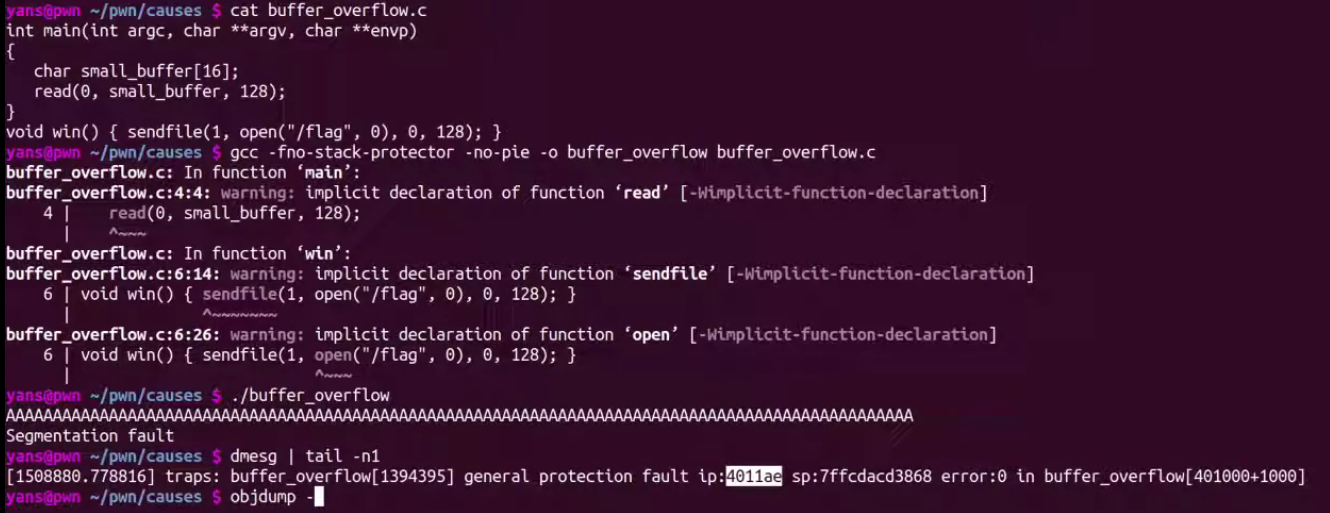 yans@pwn ~/pwn/causes $ cat buffer_overflow.c
int main(int argc, char **argv, char **envp)
{
   char small_buffer[16];
   read(0, small_buffer, 128);
}
void win() { sendfile(1, open("/flag", 0), 0, 128); }
yans@pwn ~/pwn/causes $ gcc -fno-stack-protector -no-pie -o buffer_overflow buffer_overflow.c
buffer_overflow.c: In function ‘main’:
buffer_overflow.c:4:4: warning: implicit declaration of function ‘read’ [-Wimplicit-function-declaration]
    4 |    read(0, small_buffer, 128);
      |    ^~~~
buffer_overflow.c: In function ‘win’:
buffer_overflow.c:6:14: warning: implicit declaration of function ‘sendfile’ [-Wimplicit-function-declaration]
    6 | void win() { sendfile(1, open("/flag", 0), 0, 128); }
      |              ^~~~~~~~
buffer_overflow.c:6:26: warning: implicit declaration of function ‘open’ [-Wimplicit-function-declaration]
    6 | void win() { sendfile(1, open("/flag", 0), 0, 128); }
      |                          ^~~~
yans@pwn ~/pwn/causes $ ./buffer_overflow
AAAAAAAAAAAAAAAAAAAAAAAAAAAAAAAAAAAAAAAAAAAAAAAAAAAAAAAAAAAAAAAAAAAAAAAAAAAAAAAAAAAAAAAAAAAAAAAAA
Segmentation fault
yans@pwn ~/pwn/causes $ dmesg | tail -n1
[1508880.778816] traps: buffer_overflow[1394395] general protection fault ip:4011ae sp:7ffcdacd3868 error:0 in buffer_overflow[401000+1000]
yans@pwn ~/pwn/causes $ objdump -